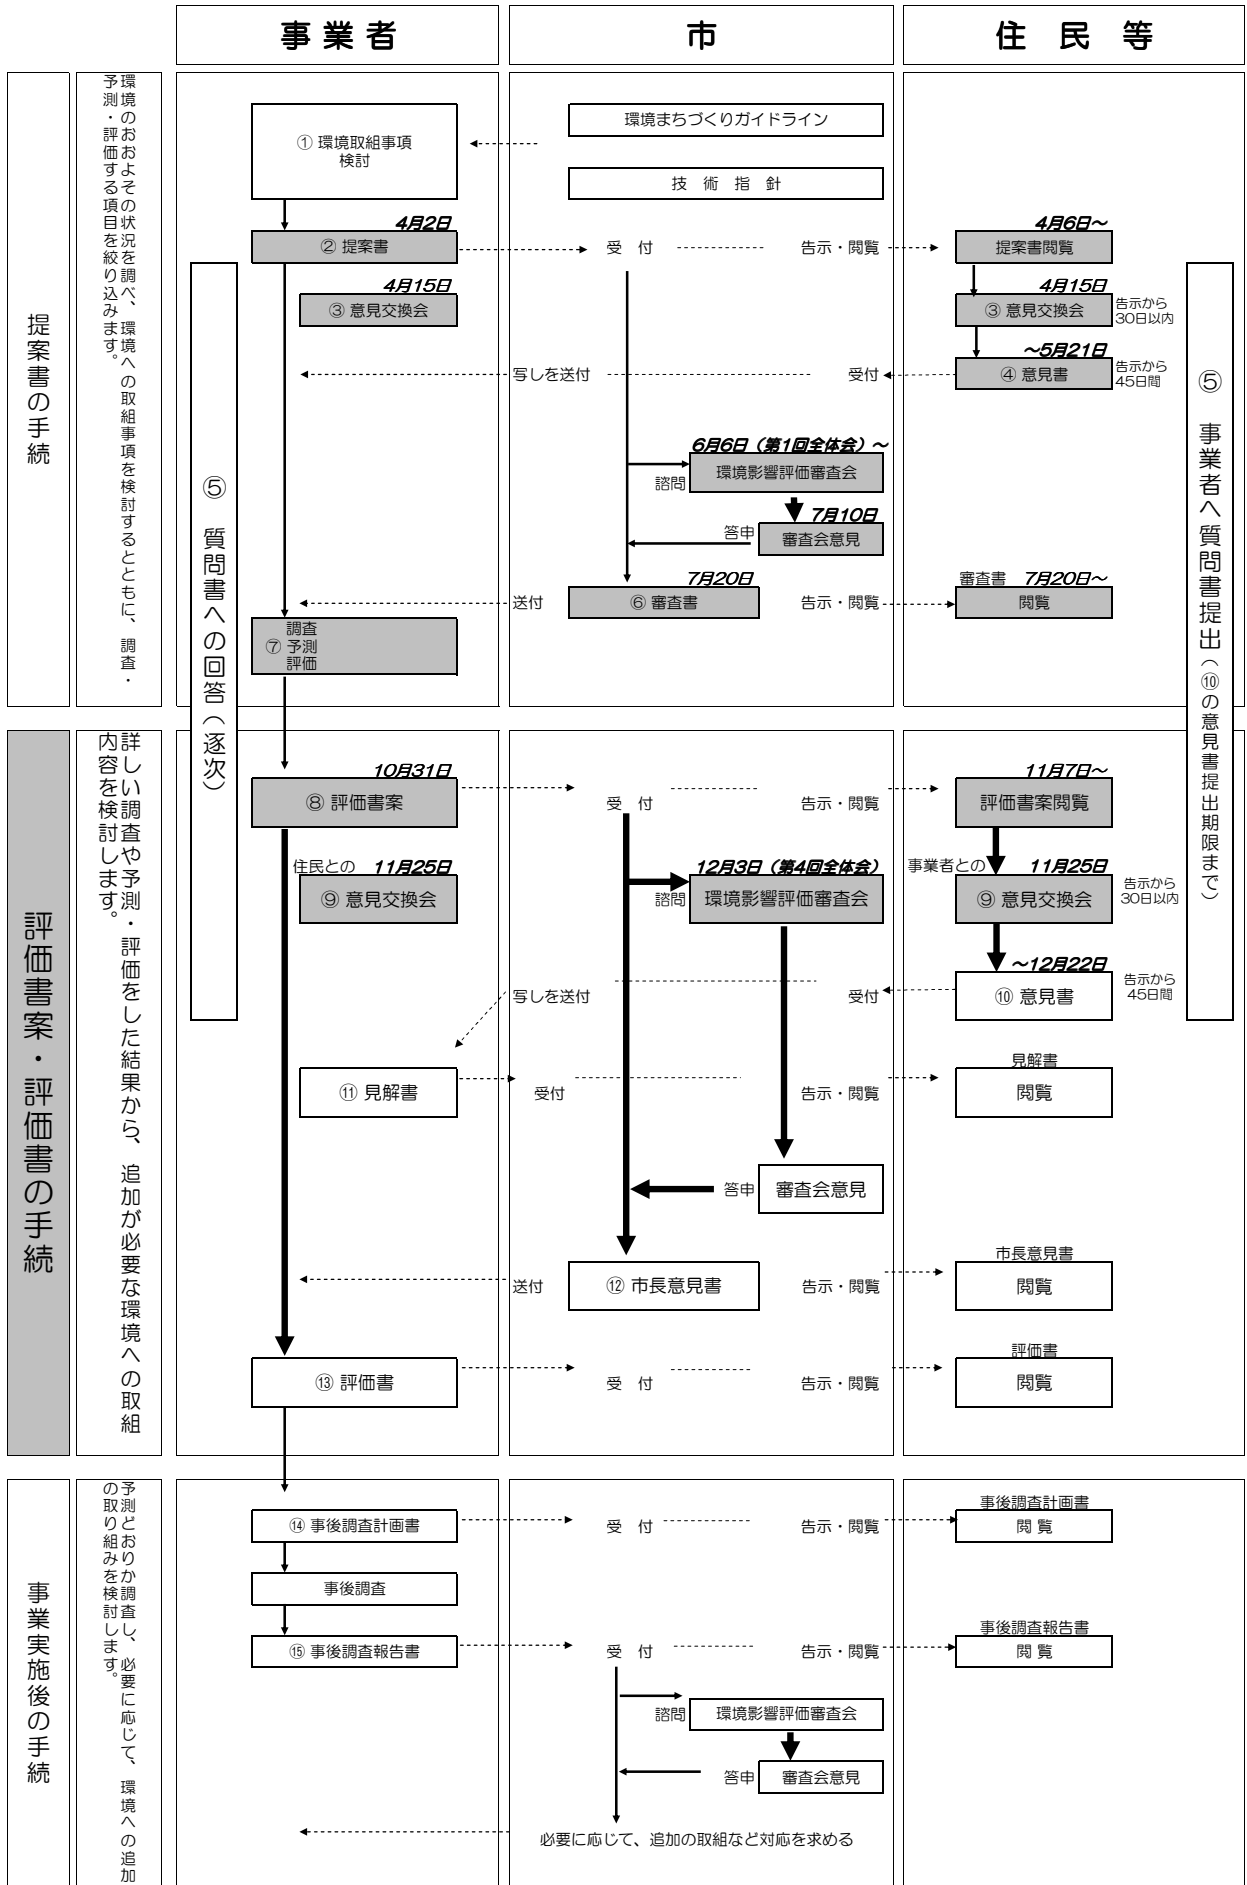 事業者
市
住民等
提案書の手続
環境のおおよその状況を調べ、環境への取組事項を検討するとともに、調査・
予測・評価する項目を絞り込みます。
① 環境取組事項
検討
環境まちづくりガイドライン
技術指針
4月2日
② 提案書
受付
告示・閲覧
4月6日~
提案書閲覧
4月15日
③ 意見交換会
4月15日
③ 意見交換会
告示から
30日以内
~5月21日
④ 意見書
告示から
45日間
写しを送付
受付
⑤ 質問書への回答(逐次)
⑤ 事業者へ質問書提出(⑩の意見書提出期限まで)
6月6日(第1回全体会)~
諮問
環境影響評価審査会
7月10日
答申
審査会意見
7月20日
送付
⑥ 審査書
告示・閲覧
審査書 7月20日~
閲覧
調査
⑦ 予測
評価
評価書案・評価書の手続
詳しい調査や予測・評価をした結果から、追加が必要な環境への取組
内容を検討します。
10月31日
⑧ 評価書案
受付
告示・閲覧
11月7日~
評価書案閲覧
住民との 11月25日
⑨ 意見交換会
12月3日(第4回全体会)
諮問
環境影響評価審査会
事業者との 11月25日
⑨ 意見交換会
告示から
30日以内
~12月22日
⑩ 意見書
告示から
45日間
写しを送付
受付
⑪ 見解書
受付
告示・閲覧
見解書
閲覧
答申
審査会意見
送付
⑫ 市長意見書
告示・閲覧
市長意見書
閲覧
⑬ 評価書
受付
告示・閲覧
評価書
閲覧
事業実施後の手続
予測どおりか調査し、必要に応じて、環境への追加
の取り組みを検討します。
⑭ 事後調査計画書
受付
告示・閲覧
事後調査計画書
閲覧
事後調査
⑮ 事後調査報告書
受付
告示・閲覧
事後調査報告書
閲覧
諮問
環境影響評価審査会
答申
審査会意見
必要に応じて、追加の取組など対応を求める